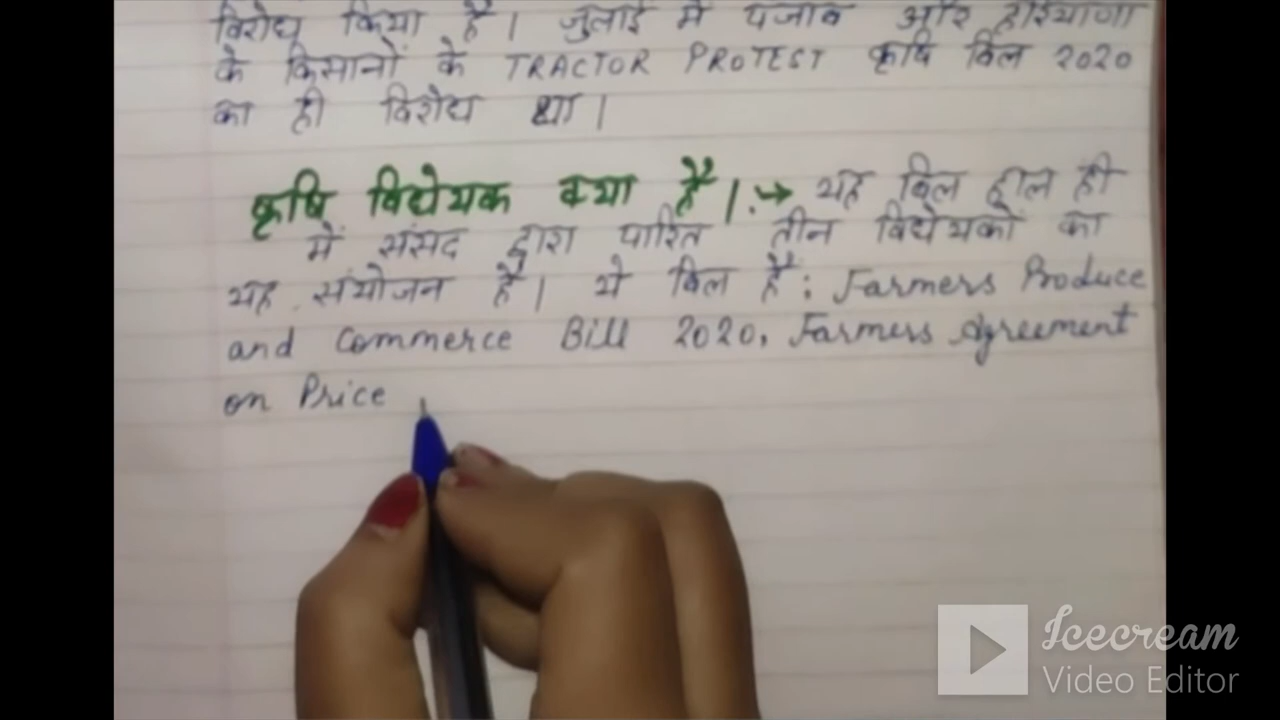 विरोध किया है। जुलाई में पंजाब और हरियाणा
के किसानों के TRACTOR PROTEST कृषि बिल 2020
का ही विरोध था।
कृषि विधेयक क्या है।.→ यह बिल हाल ही
में संसद द्वारा पारित तीन विधेयकों का
यह संयोजन है। ये बिल है : Farmers Produce
and Commerce Bill 2020, Farmers Agreement
on Price
Icecream
Video Editor